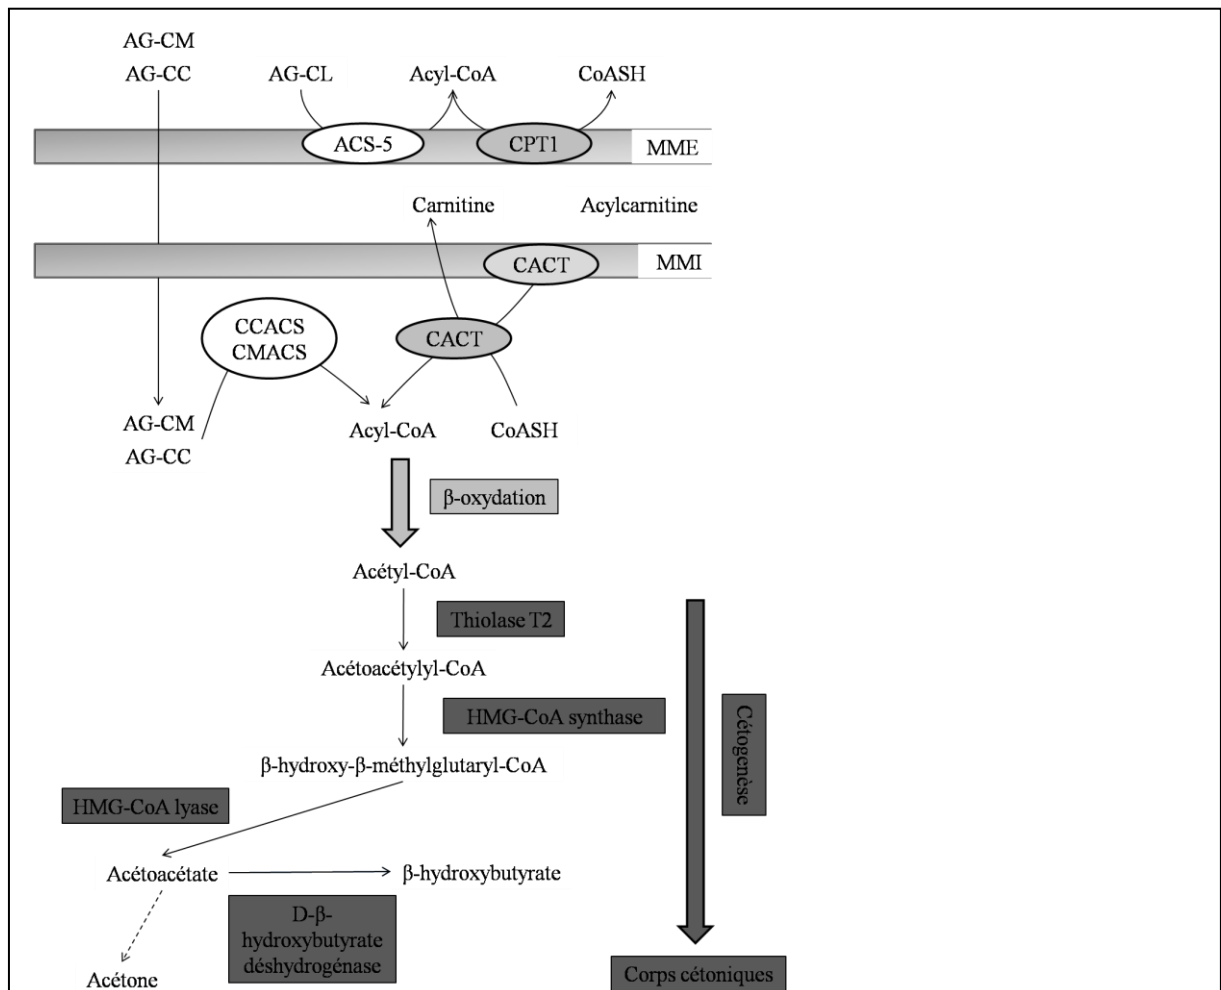 AG-CM
AG-CC
AG-CL
Acyl-CoA
CoASH
ACS-5
CPT1
MME
Carnitine
Acylcarnitine
CACT
MMI
CCACS
CMACS
CACT
AG-CM
AG-CC
Acyl-CoA
CoASH
β-oxydation
Acétyl-CoA
Thiolase T2
Acétoacétylyl-CoA
HMG-CoA synthase
Cétogenèse
β-hydroxy-β-méthylglutaryl-CoA
HMG-CoA lyase
Acétoacétate
β-hydroxybutyrate
D-β-
hydroxybutyrate
déshydrogénase
Acétone
Corps cétoniques